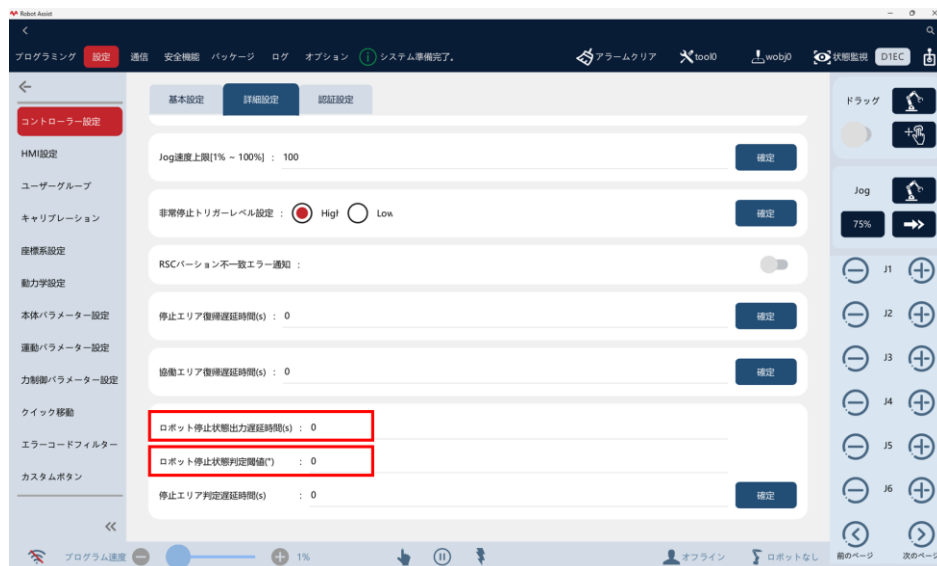 Robot Assist
プログラミング 設定 通信 安全機能 パッケージ ログ オプション システム準備完了。 アラームクリア tool0 wobj0 状態監視 D1EC
基本設定 詳細設定 認証設定
コントローラー設定
HMI設定
ユーザーグループ
キャリブレーション
座標系設定
動力学設定
本体パラメーター設定
運動パラメーター設定
力制御パラメーター設定
クイック移動
エラーコードフィルター
カスタムボタン
Jog速度上限[1% ~ 100%] : 100 確定
非常停止トリガーレベル設定 : High Low 確定
RSCバージョン不一致エラー通知 :
停止エリア復帰遅延時間(s) : 0 確定
協働エリア復帰遅延時間(s) : 0 確定
ロボット停止状態出力遅延時間(s) : 0
ロボット停止状態判定閾値(°) : 0
停止エリア判定遅延時間(s) : 0 確定
ドラッグ
Jog
75%
J1
J2
J3
J4
J5
J6
前のページ 次のページ
プログラム速度 1% オフライン ロボットなし